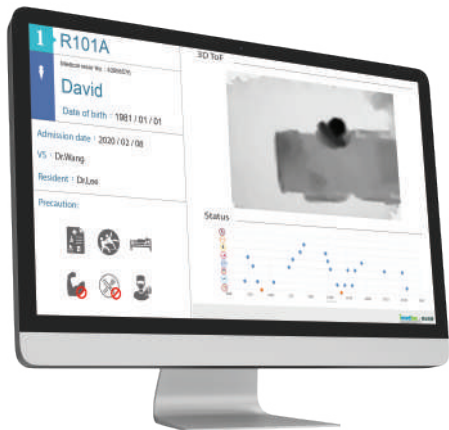 1 R101A
David
Date of birth : 1981 / 01 / 01
Admission date : 2020 / 02 / 08
VS : Dr.Wang
Resident : Dr.Lee
Precaution:
3D ToF
Status